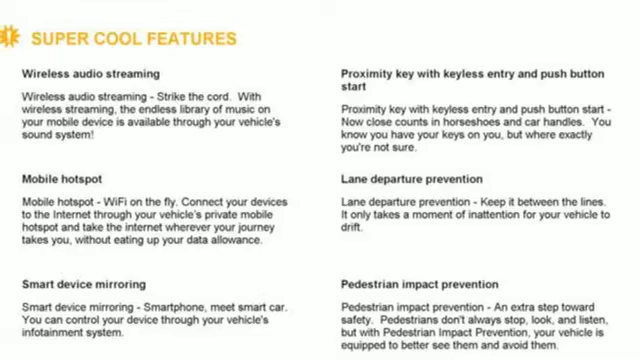 SUPER COOL FEATURES
Wireless audio streaming
Wireless audio streaming - Strike the cord. With
wireless streaming, the endless library of music on
your mobile device is available through your vehicle's
sound system!
Mobile hotspot
Mobile hotspot - WiFi on the fly. Connect your devices
to the Internet through your vehicle's private mobile
hotspot and take the internet wherever your journey
takes you, without eating up your data allowance.
Smart device mirroring
Smart device mirroring - Smartphone, meet smart car.
You can control your device through your vehicle's
infotainment system.
Proximity key with keyless entry and push button
start
Proximity key with keyless entry and push button start -
Now close counts in horseshoes and car handles. You
know you have your keys on you, but where exactly
you're not sure.
Lane departure prevention
Lane departure prevention - Keep it between the lines.
It only takes a moment of inattention for your vehicle to
drift.
Pedestrian impact prevention
Pedestrian impact prevention - An extra step toward
safety. Pedestrians don't always stop, look, and listen,
but with Pedestrian Impact Prevention, your vehicle is
equipped to better see them and avoid them.